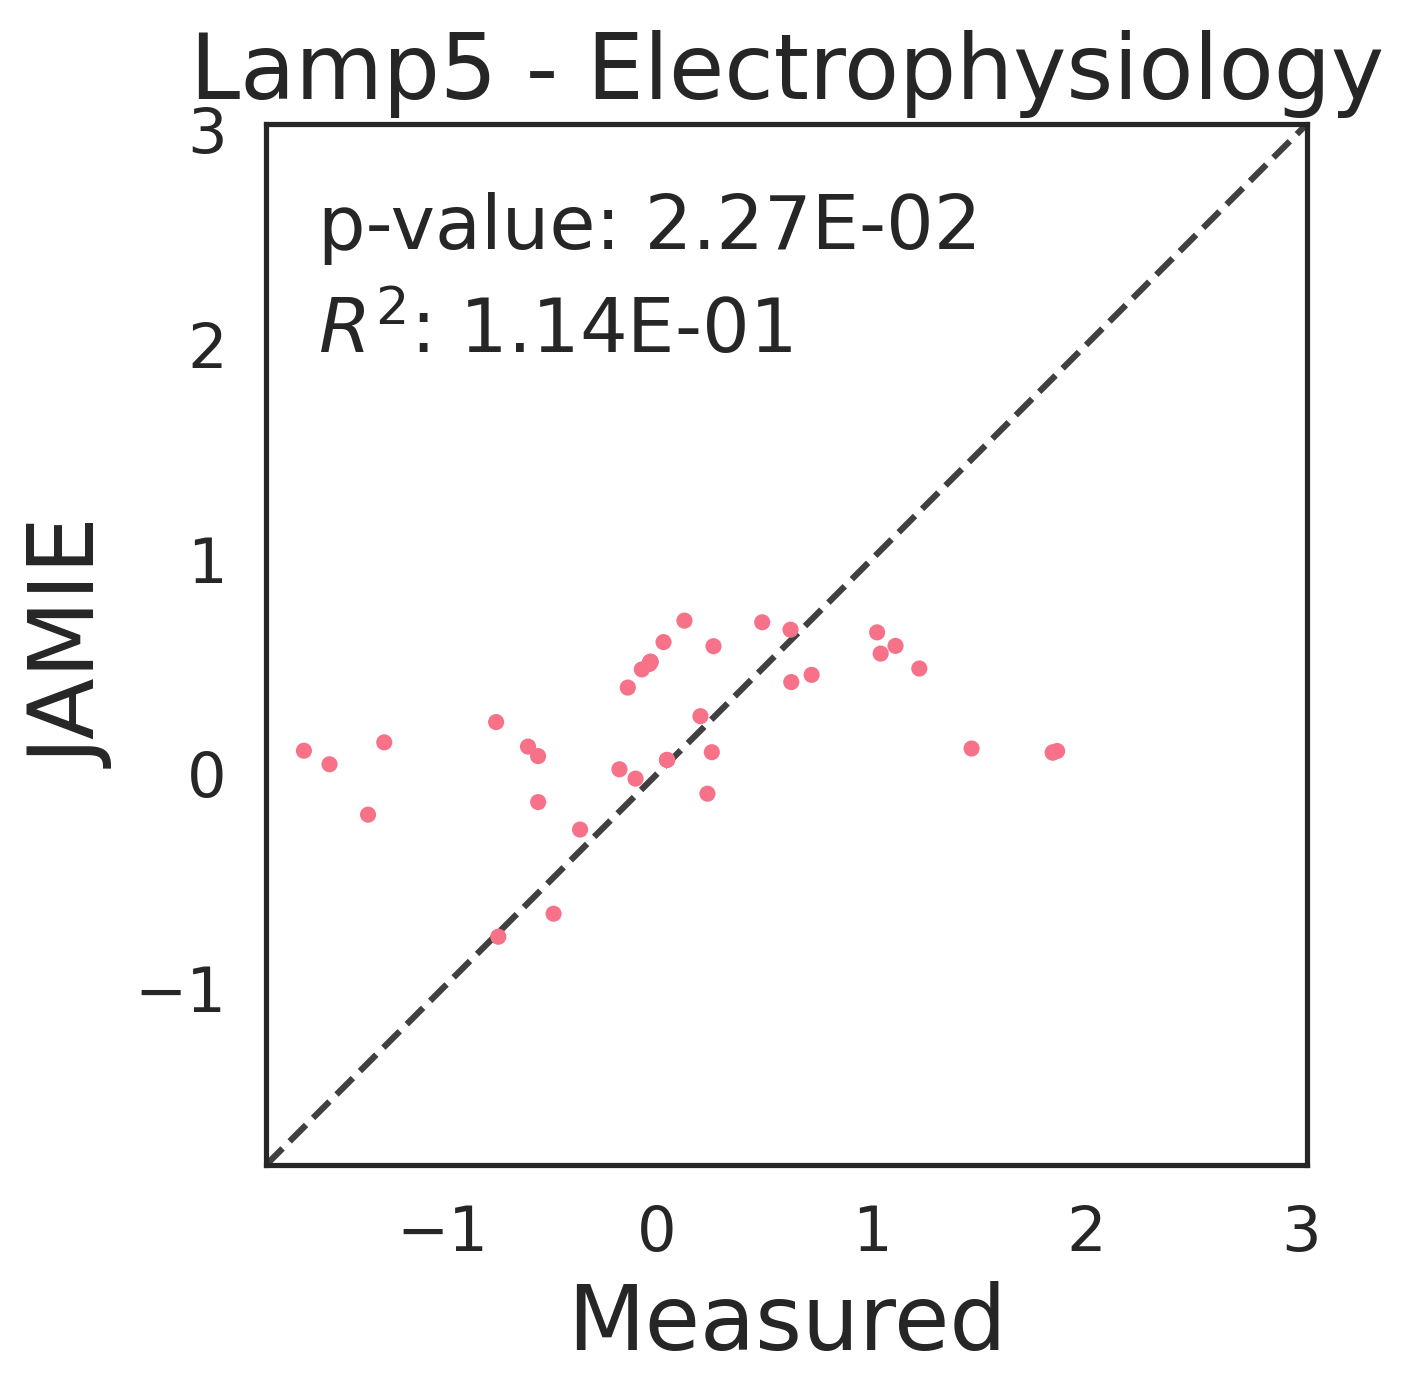 Lamp5 - Electrophysiology
3
2
1
0
−1
p-value: 2.27E-02
R²: 1.14E-01
JAMIE
−1 0 1 2 3
Measured